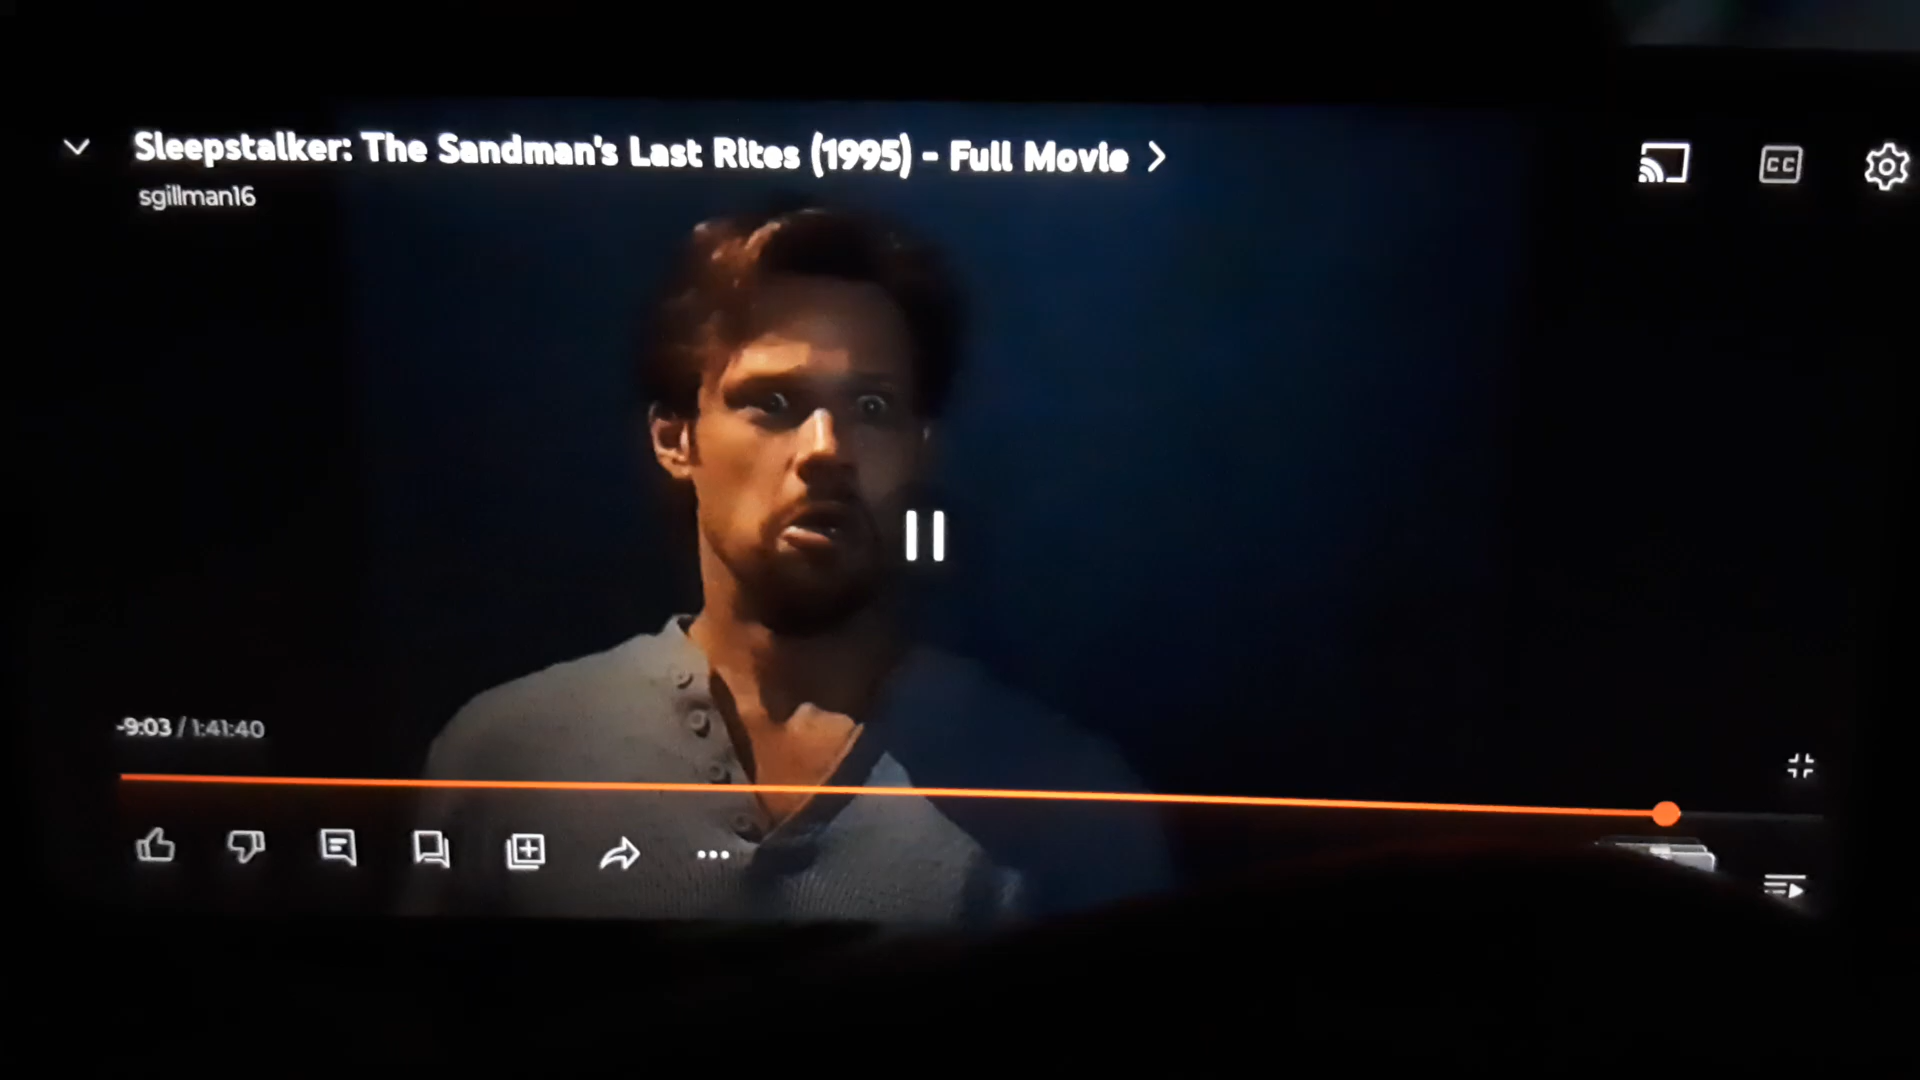 Sleepstalker: The Sandman's Last Rites (1995) - Full Movie
sgillman16
CC
-9:03 / 1:41:40